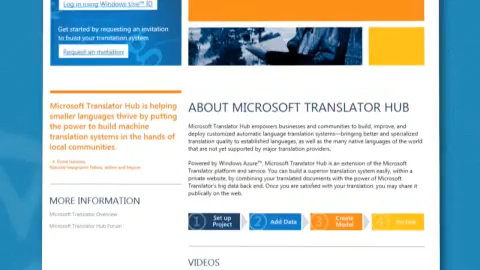 Log in using Windows Live™ ID
Get started by requesting an invitation
to build your translation system.
Request an invitation
Microsoft Translator Hub is helping
smaller languages thrive by putting
the power to build machine
translation systems in the hands of
local communities.
National Geographic Fellow, author and linguist
MORE INFORMATION
Microsoft Translator Overview
Microsoft Translator Hub Forum
ABOUT MICROSOFT TRANSLATOR HUB
Microsoft Translator Hub empowers businesses and communities to build, improve, and
deploy customized automatic language translation systems—bringing better and specialized
translation quality to established languages, as well as the many native languages of the world
that are not yet supported by major translation providers.
Powered by Windows Azure™, Microsoft Translator Hub is an extension of the Microsoft
Translator platform and service. You can build a superior translation system easily, within a
private website, by combining your translated documents with the power of Microsoft
Translator's big data back end. Once you are satisfied with your translation, you may share it
publically on the web.
1 Set up
Project
2 Add Data
3 Create
Model
4 Review
VIDEOS